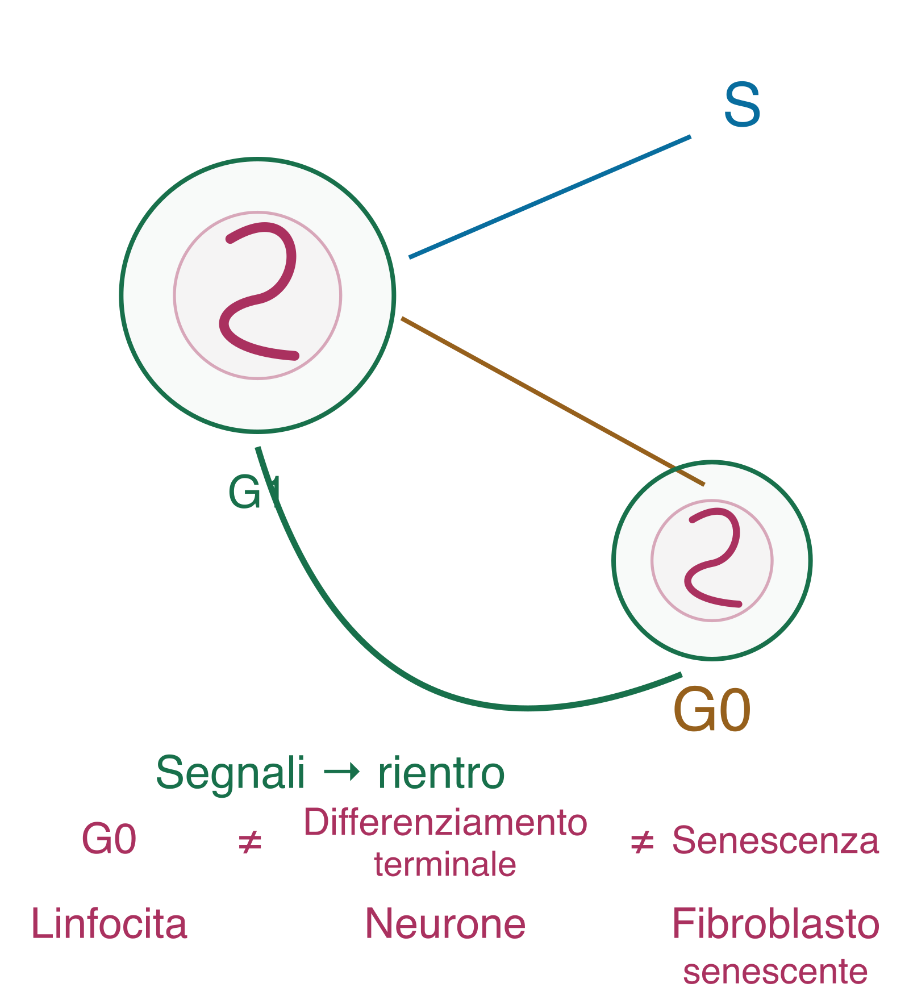 S
G1
G0
Segnali → rientro
G0 ≠ Differenziamento terminale ≠ Senescenza
Linfocita
Neurone
Fibroblasto
senescente